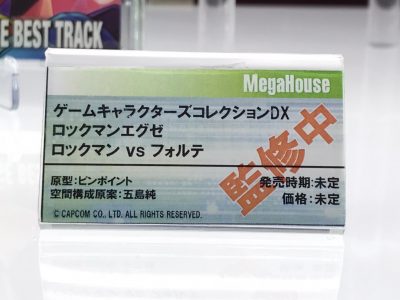 E BEST TRACK
MegaHouse
ゲームキャラクターズコレクションDX
ロックマンエグゼ
ロックマン vs フォルテ
監修中
原型:ピンポイント
空間構成原案:五島純
発売時期:未定
価格:未定
© CAPCOM CO., LTD. ALL RIGHTS RESERVED.